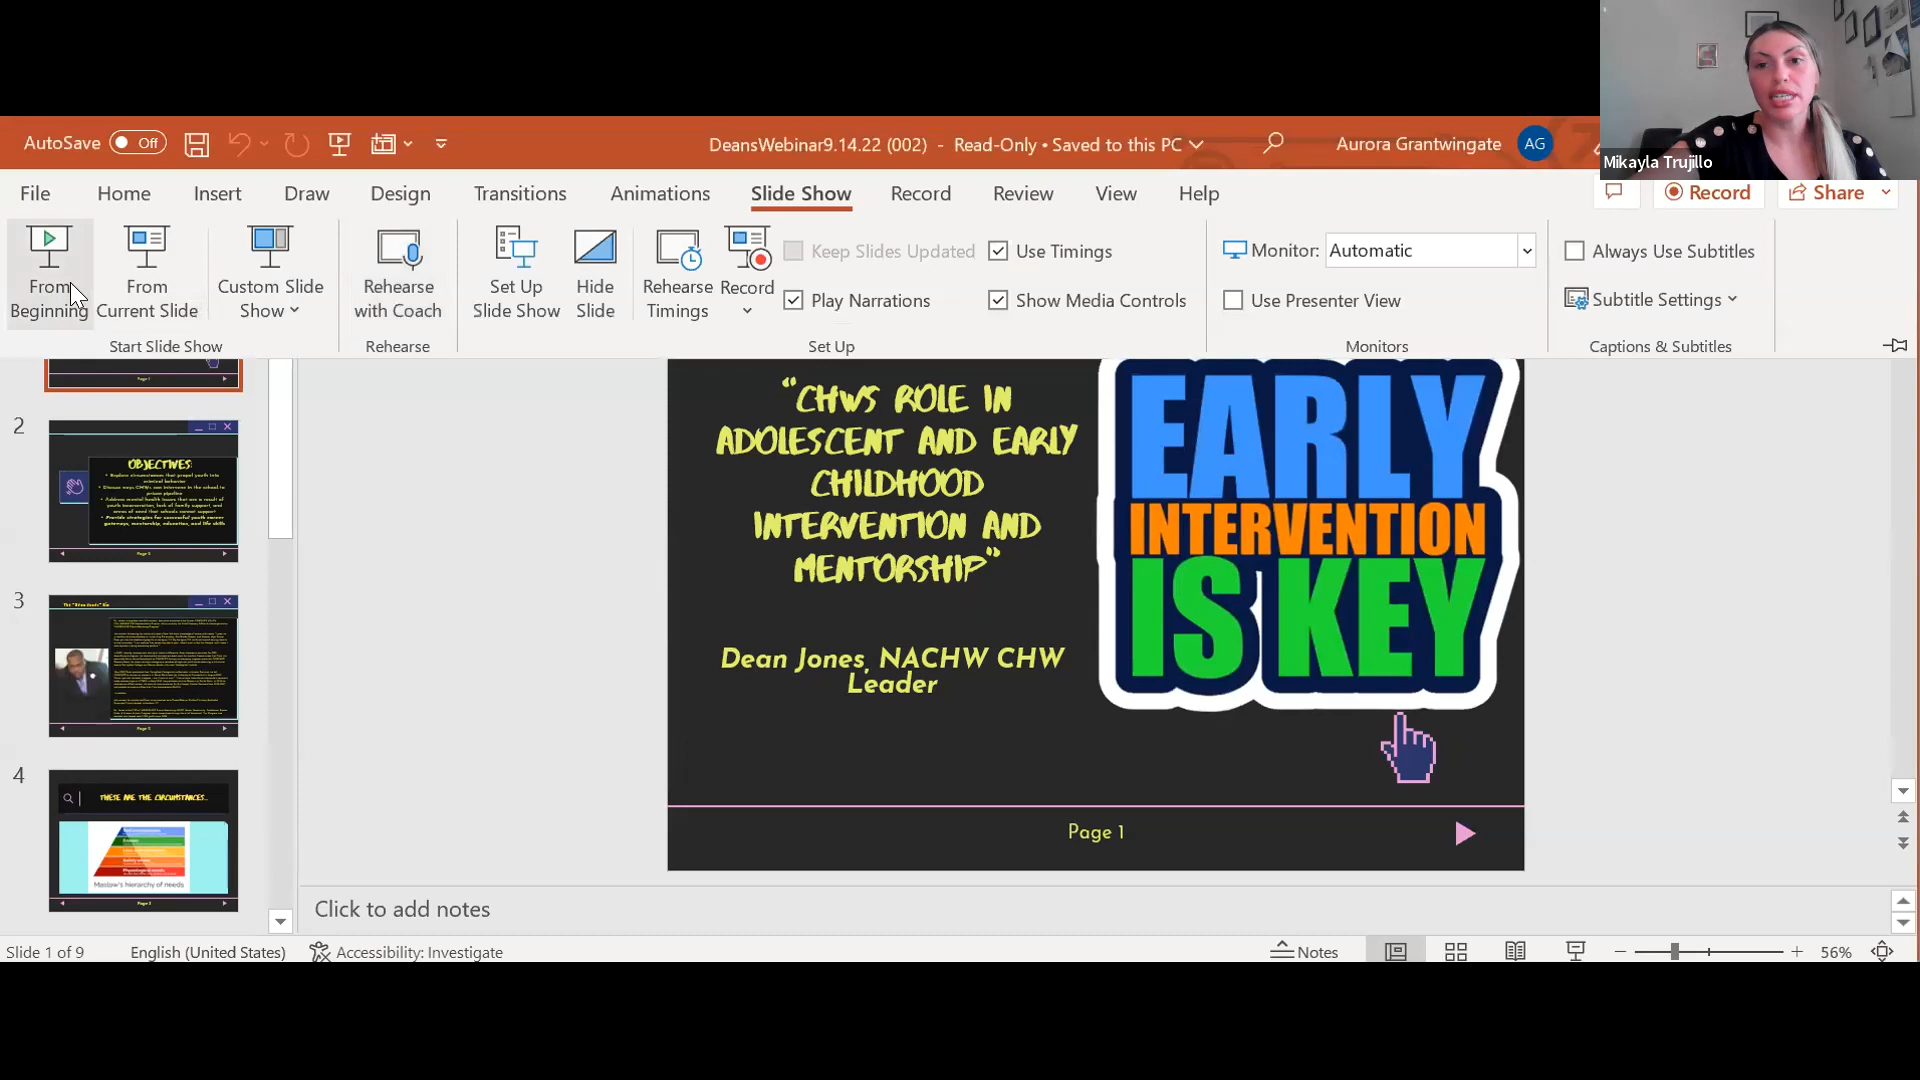 AutoSave Off
DeansWebinar9.14.22 (002) - Read-Only • Saved to this PC
Aurora Grantwingate AG
Mikayla Trujillo
File Home Insert Draw Design Transitions Animations Slide Show Record Review View Help
Record Share
From Beginning
From Current Slide
Custom Slide Show
Rehearse with Coach
Set Up Slide Show
Hide Slide
Rehearse Timings
Record
Keep Slides Updated
Use Timings
Play Narrations
Show Media Controls
Monitor: Automatic
Use Presenter View
Always Use Subtitles
Subtitle Settings
Start Slide Show
Rehearse
Set Up
Monitors
Captions & Subtitles
Page 1
2
OBJECTIVES:
3
4
THESE ARE THE CIRCUMSTANCES...
Maslow's hierarchy of needs
"CHWS ROLE IN
ADOLESCENT AND EARLY
CHILDHOOD
INTERVENTION AND
MENTORSHIP"
Dean Jones, NACHW CHW
Leader
EARLY
INTERVENTION
IS KEY
Page 1
Click to add notes
Slide 1 of 9 English (United States) Accessibility: Investigate Notes 56%